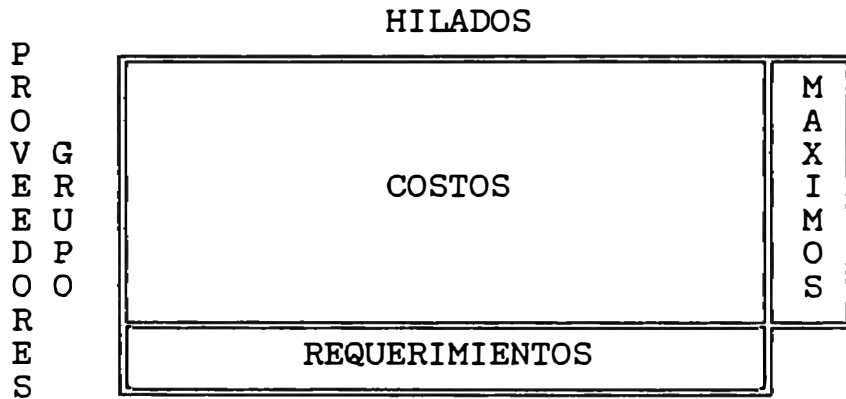 HILADOS
PROVEEDORES
GRUPO
COSTOS
MAXIMOS
REQUERIMIENTOS